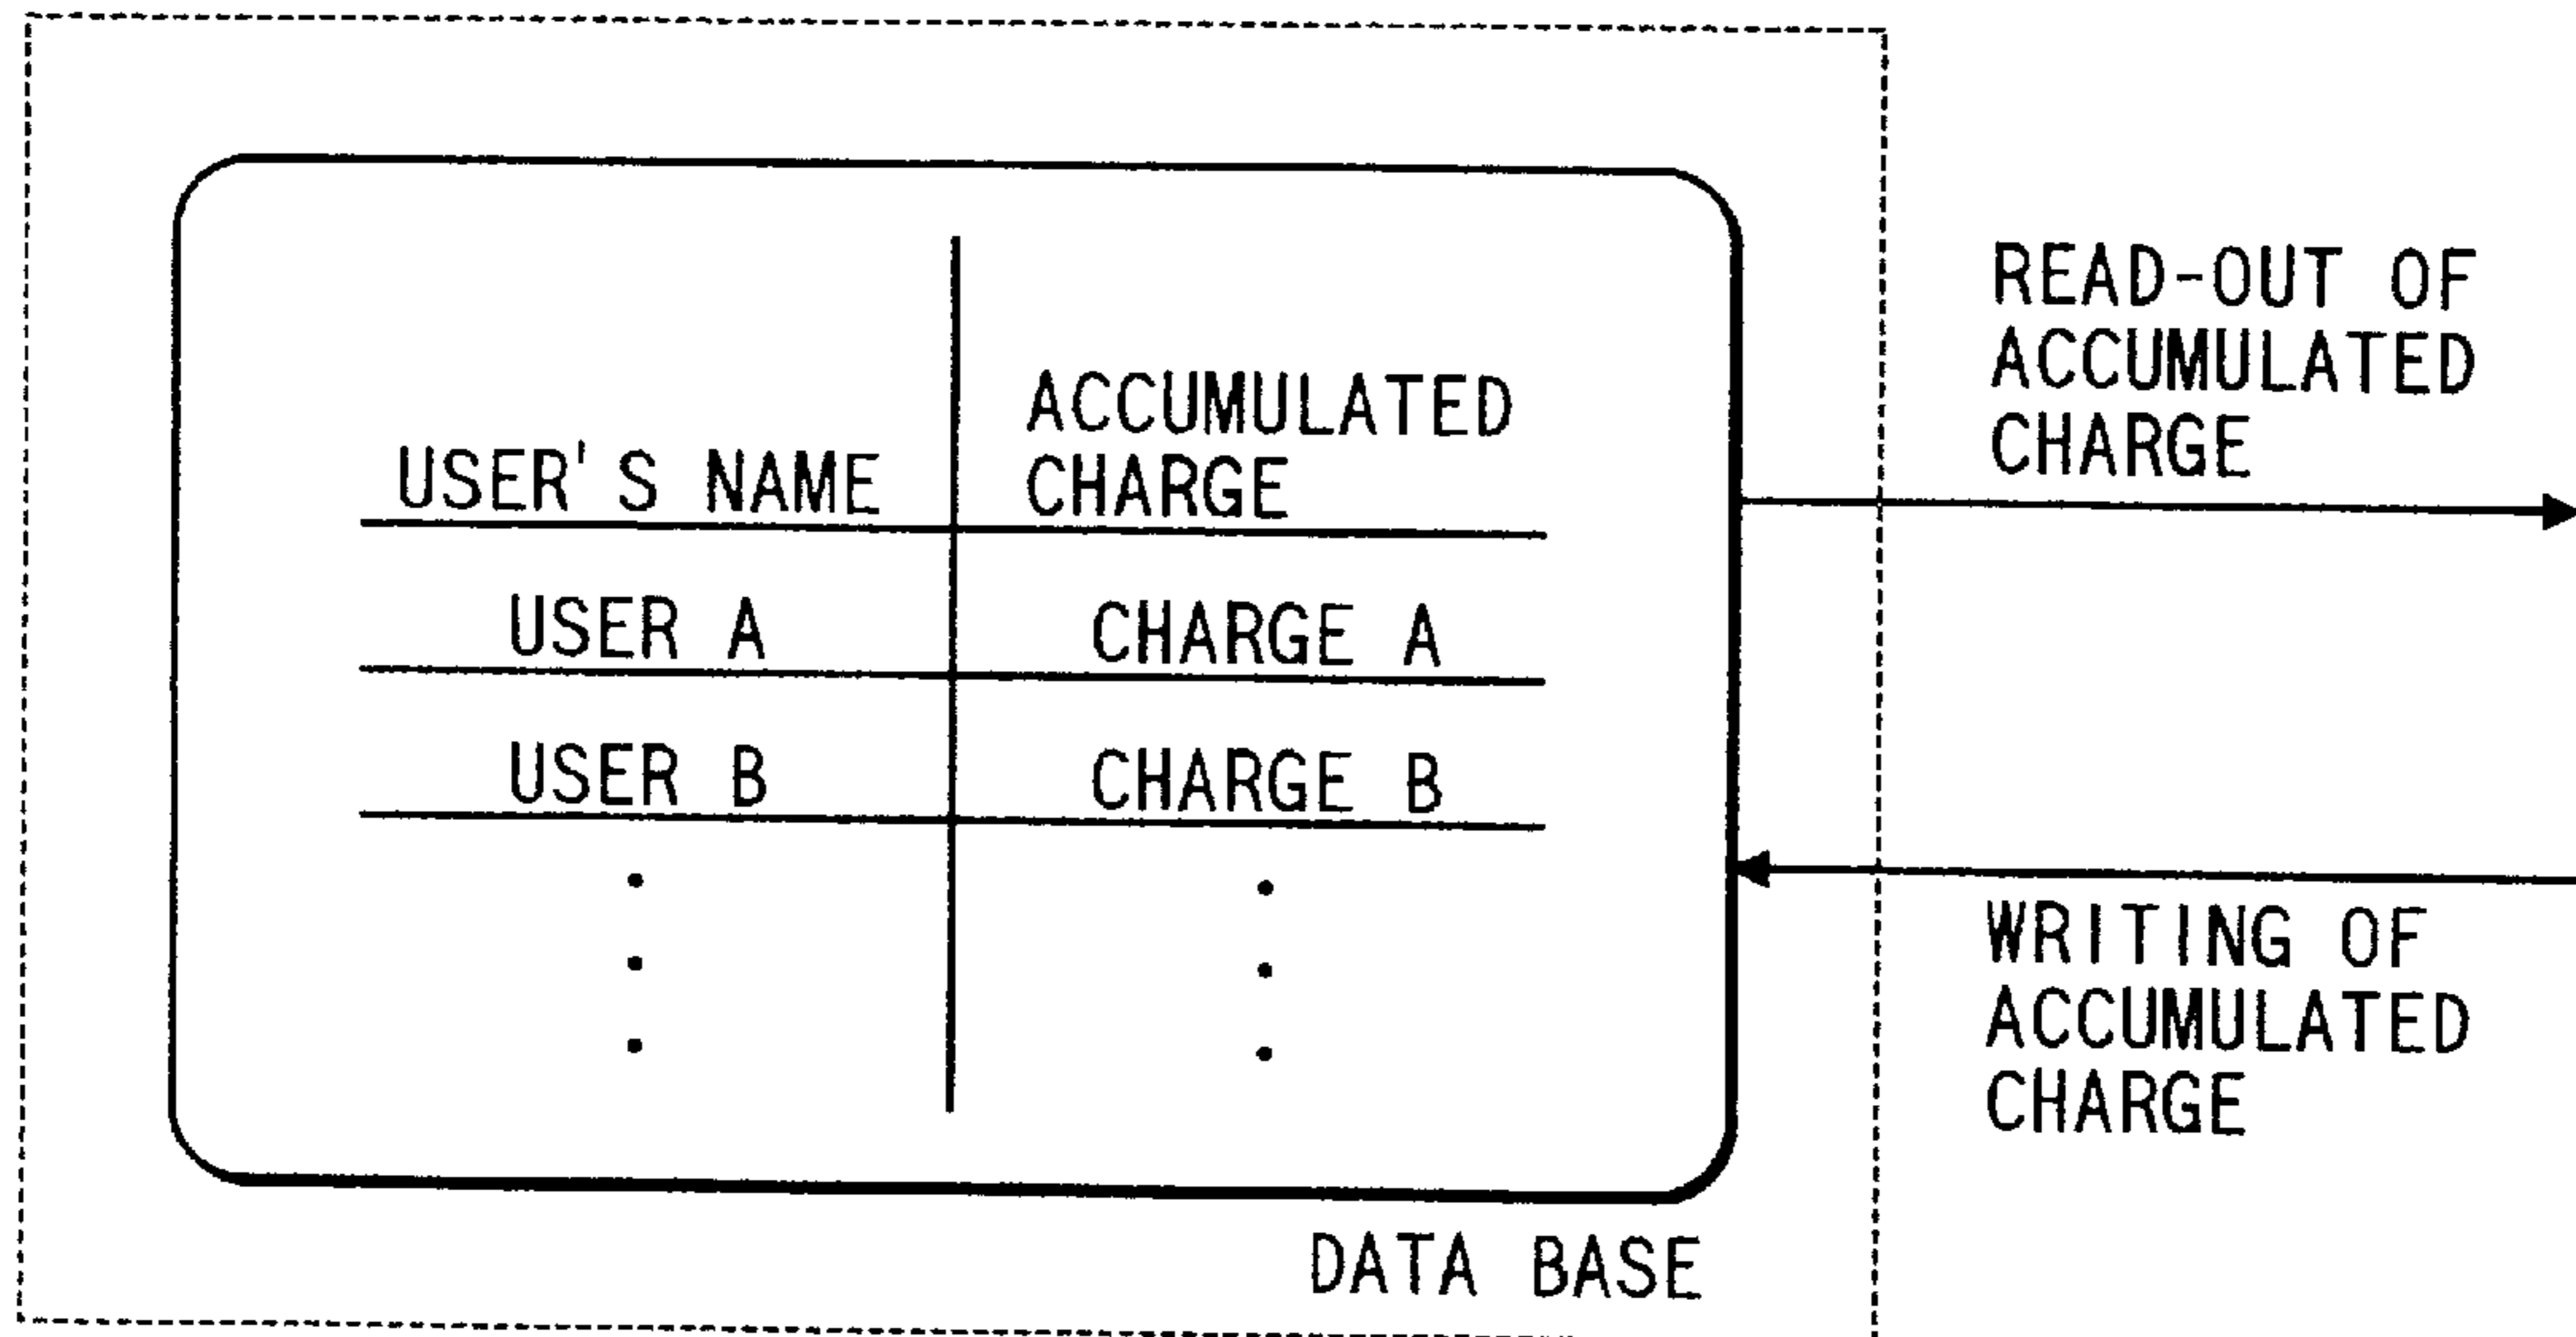 USER'S NAME
ACCUMULATED
CHARGE
USER A
CHARGE A
USER B
CHARGE B
DATA BASE
READ-OUT OF
ACCUMULATED
CHARGE
WRITING OF
ACCUMULATED
CHARGE